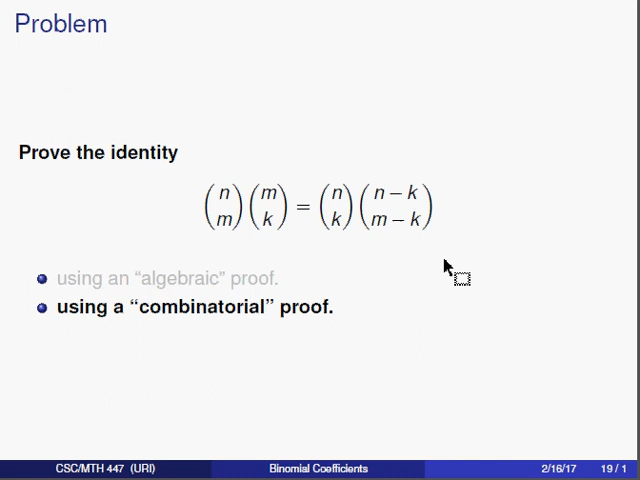 Problem
Prove the identity
(n m)(m k) = (n k)(n − k m − k)
using an “algebraic” proof.
using a “combinatorial” proof.
CSC/MTH 447 (URI) Binomial Coefficients 2/16/17 19 / 1